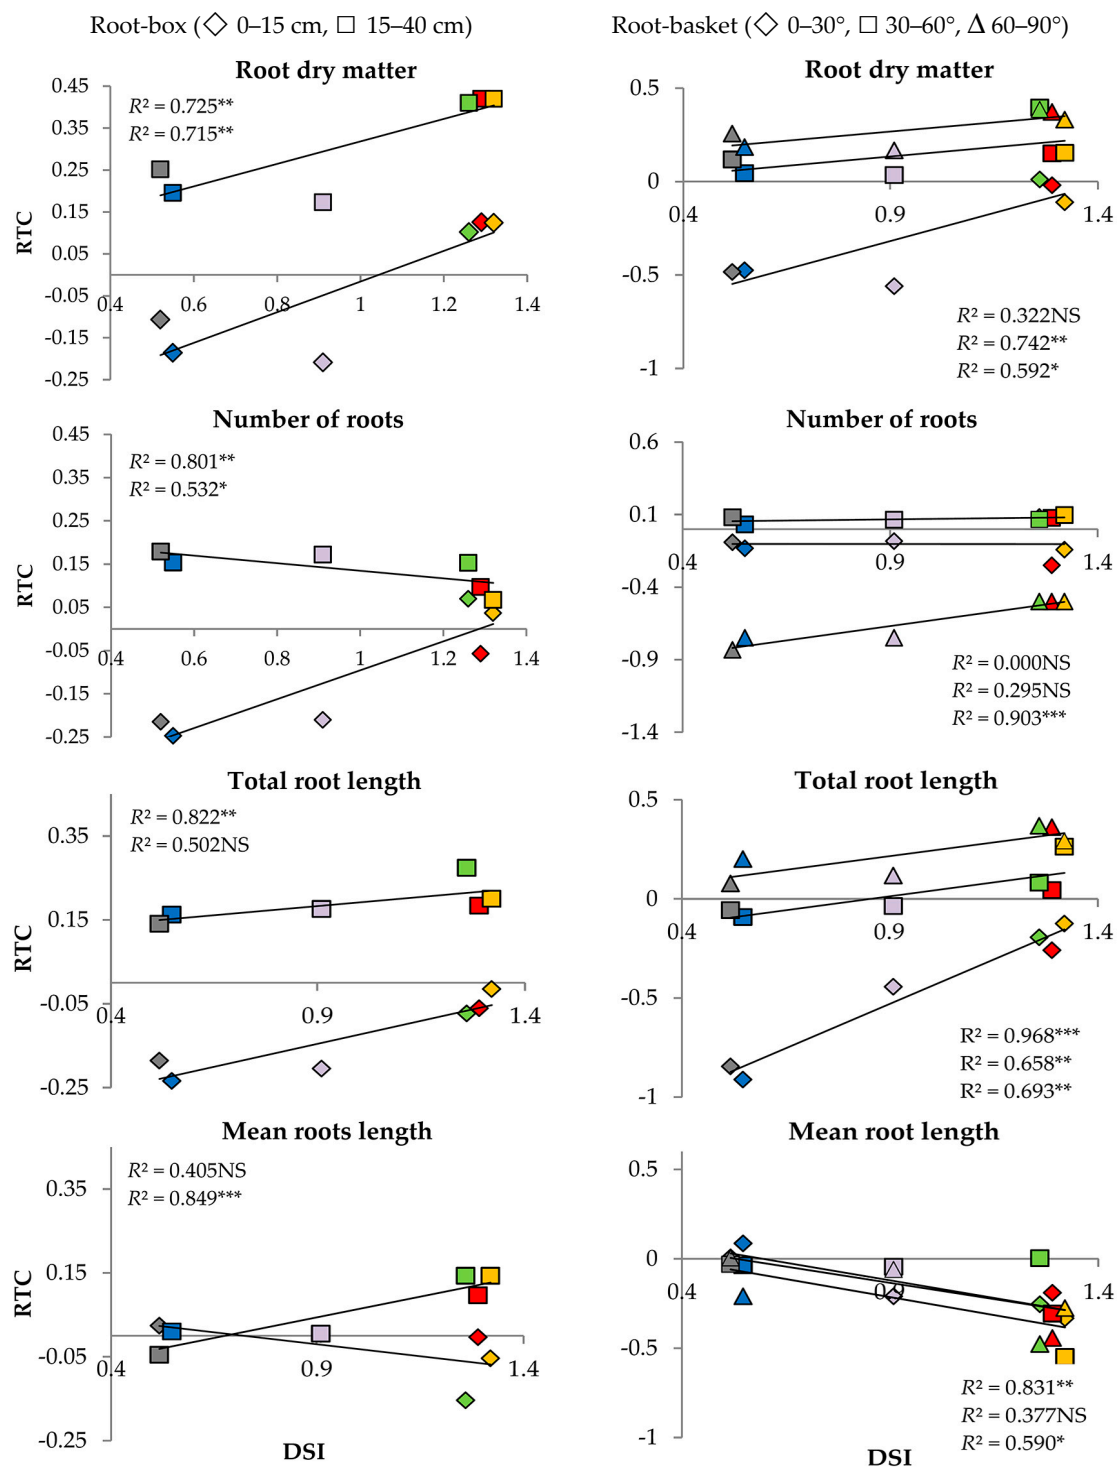 Root-box (◇ 0–15 cm, □ 15–40 cm)
Root-basket (◇ 0–30°, □ 30–60°, Δ 60–90°)
Root dry matter
R² = 0.725**
R² = 0.715**
0.45
0.35
0.25
0.15
0.05
-0.05
-0.15
-0.25
0.4
0.6
0.8
1
1.2
1.4
RTC
Root dry matter
0.5
0
-0.5
-1
0.4
0.9
1.4
R² = 0.322NS
R² = 0.742**
R² = 0.592*
Number of roots
R² = 0.801**
R² = 0.532*
0.45
0.35
0.25
0.15
0.05
-0.05
-0.15
-0.25
0.4
0.6
0.8
1
1.2
1.4
RTC
Number of roots
0.6
0.1
-0.4
-0.9
-1.4
0.4
0.9
1.4
R² = 0.000NS
R² = 0.295NS
R² = 0.903***
Total root length
R² = 0.822**
R² = 0.502NS
0.35
0.15
-0.05
-0.25
0.4
0.9
1.4
RTC
Total root length
0.5
0
-0.5
-1
0.4
0.9
1.4
R² = 0.968***
R² = 0.658**
R² = 0.693**
Mean roots length
R² = 0.405NS
R² = 0.849***
0.35
0.15
-0.05
-0.25
0.4
0.9
1.4
RTC
DSI
Mean root length
0.5
0
-0.5
-1
0.4
0.9
1.4
R² = 0.831**
R² = 0.377NS
R² = 0.590*
DSI